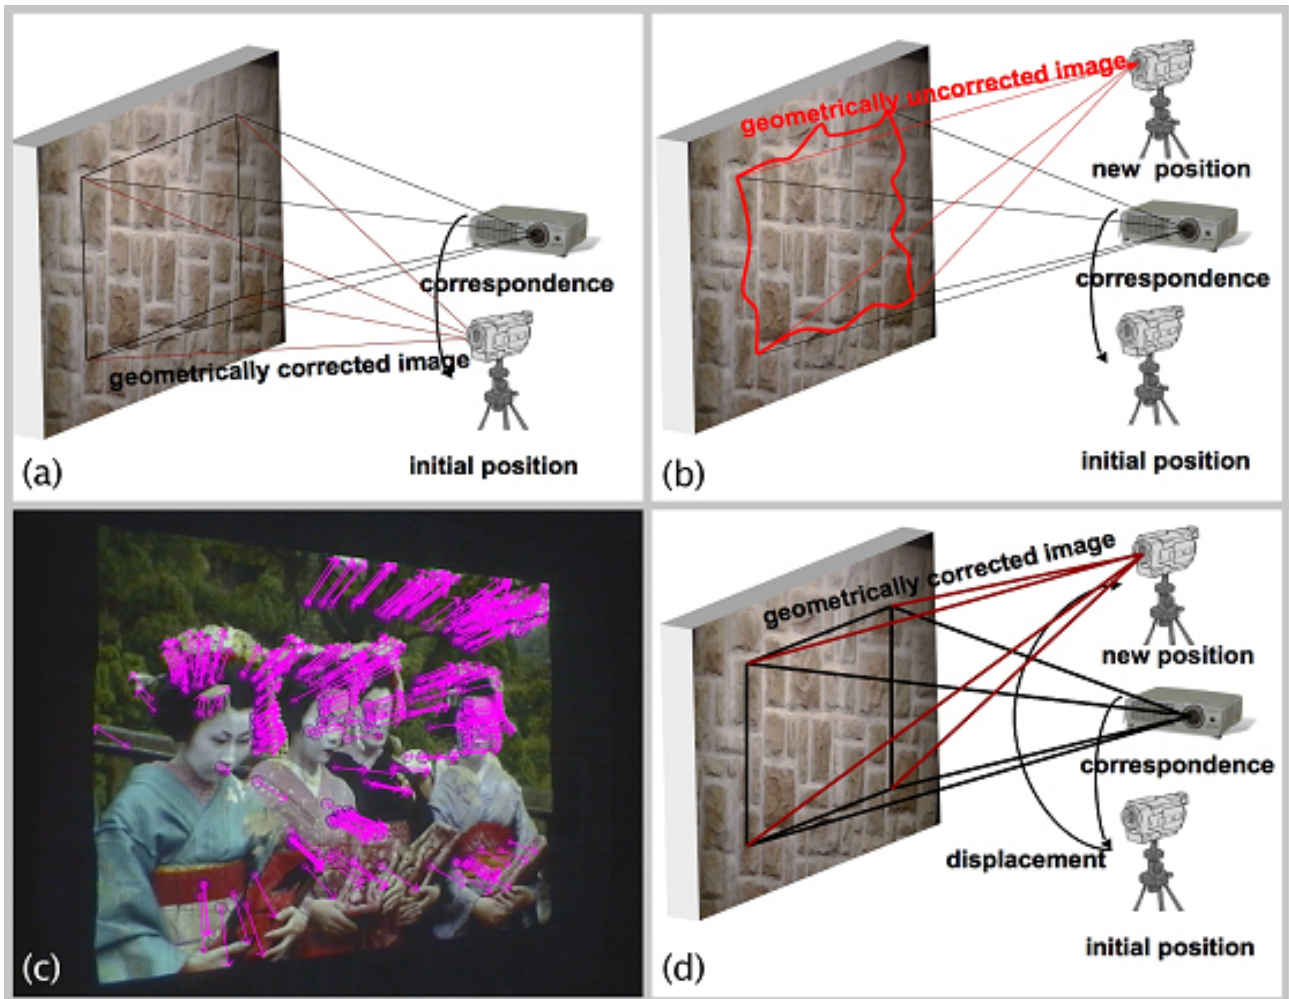 correspondence
geometrically corrected image
(a)
initial position
geometrically uncorrected image
new position
correspondence
(b)
initial position
(c)
geometrically corrected image
new position
correspondence
displacement
(d)
initial position